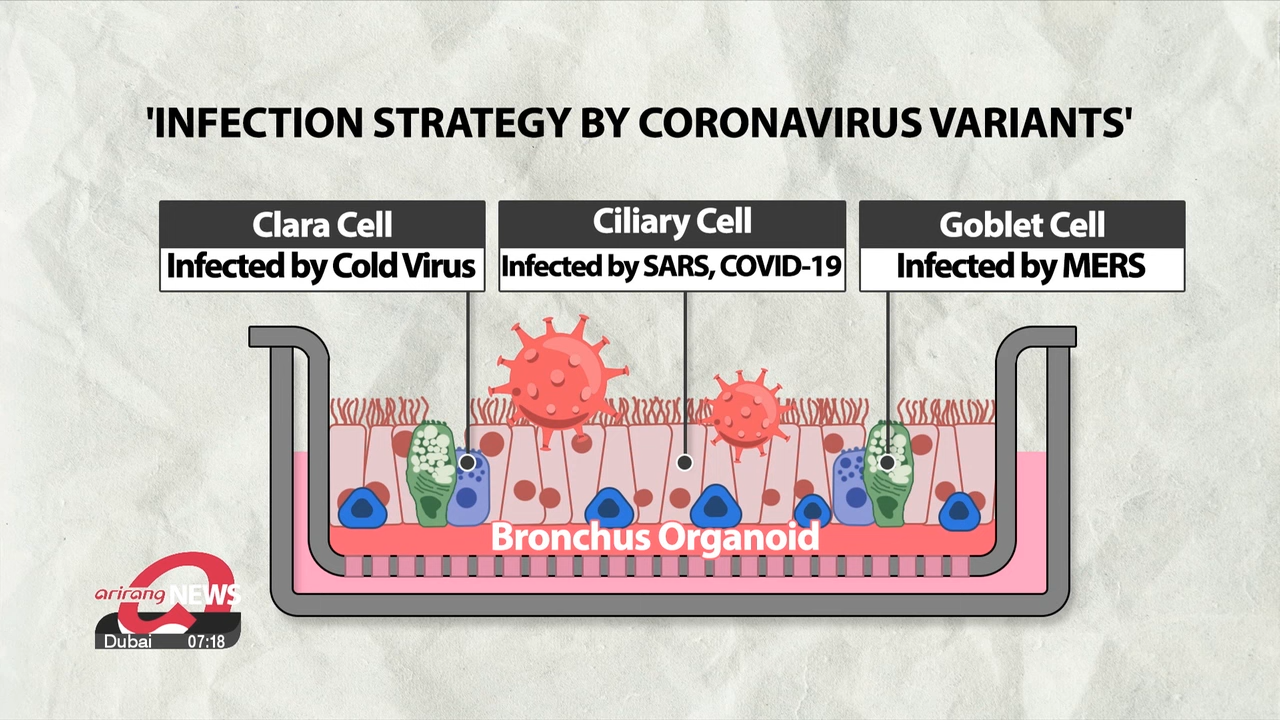 'INFECTION STRATEGY BY CORONAVIRUS VARIANTS'
Clara Cell
Infected by Cold Virus
Ciliary Cell
Infected by SARS, COVID-19
Goblet Cell
Infected by MERS
Bronchus Organoid
arirang NEWS
Dubai 07:18